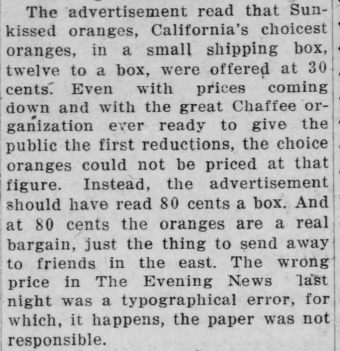 The advertisement read that Sun-
kissed oranges, California's choicest
oranges, in a small shipping box,
twelve to a box, were offered at 30
cents. Even with prices coming
down and with the great Chaffee or-
ganization ever ready to give the
public the first reductions, the choice
oranges could not be priced at that
figure. Instead, the advertisement
should have read 80 cents a box. And
at 80 cents the oranges are a real
bargain, just the thing to send away
to friends in the east. The wrong
price in The Evening News last
night was a typographical error, for
which, it happens, the paper was not
responsible.